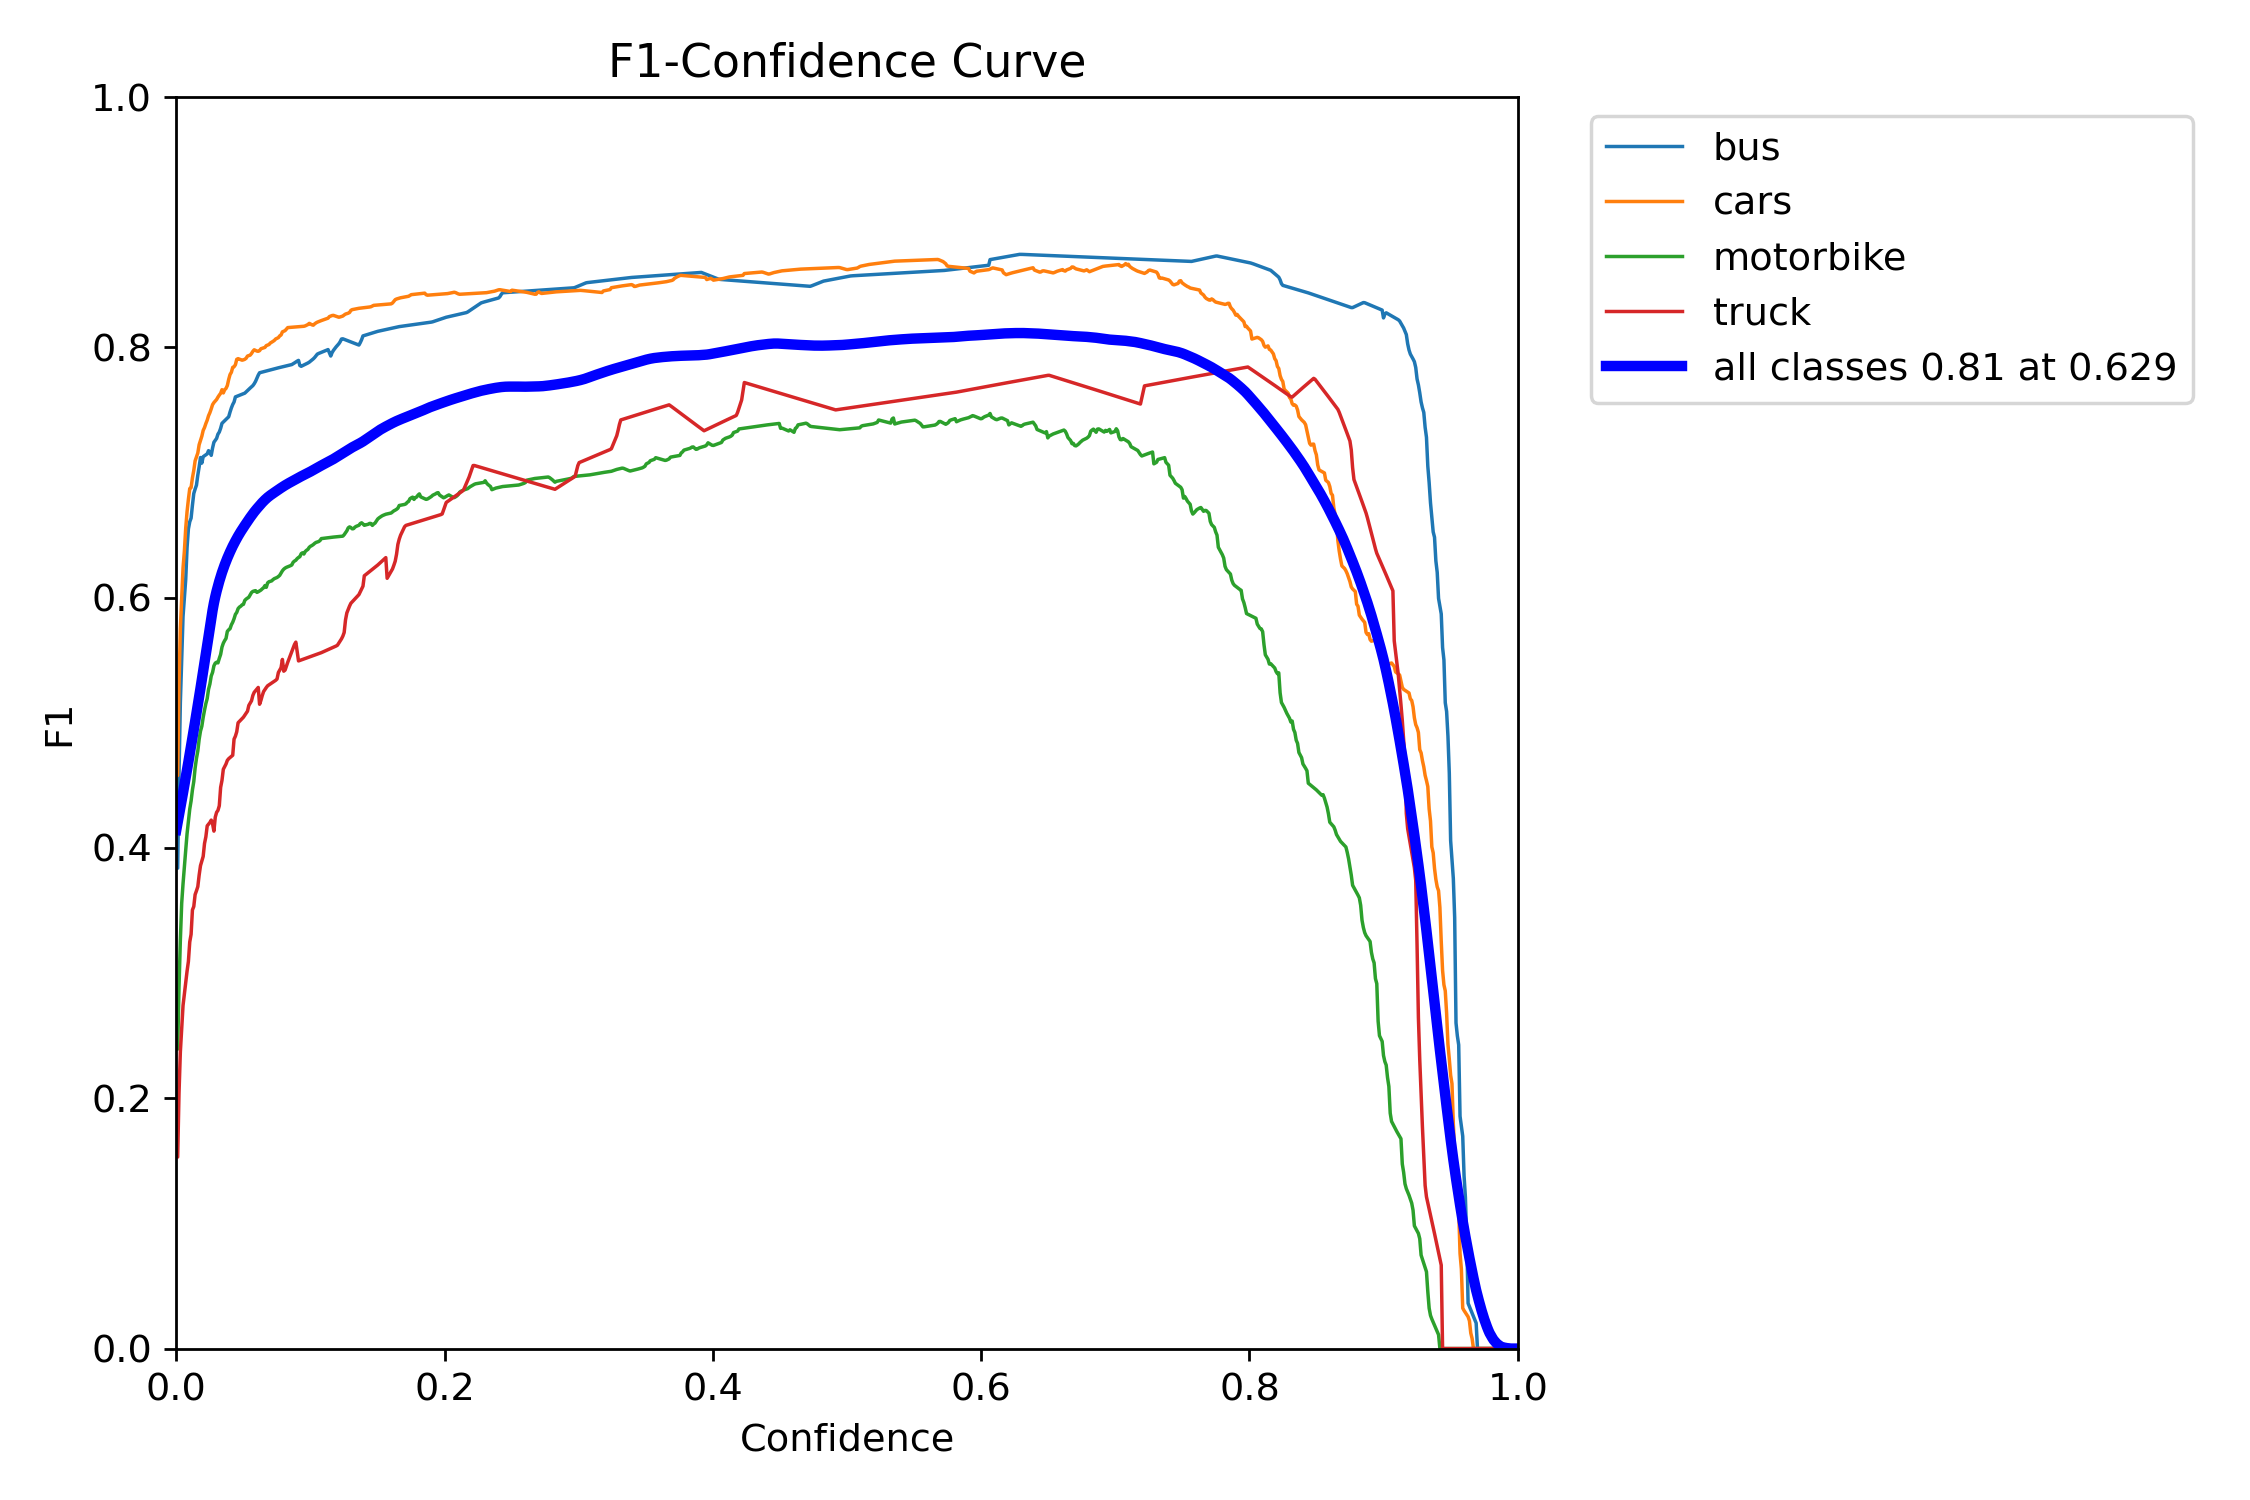 F1-Confidence Curve
1.0
0.8
0.6
0.4
0.2
0.0
F1
0.0 0.2 0.4 0.6 0.8 1.0
Confidence
bus
cars
motorbike
truck
all classes 0.81 at 0.629